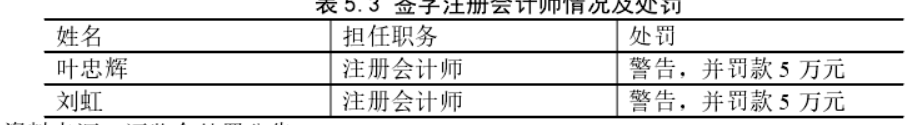 表 5.3 签字注册会计师情况及处罚
姓名 担任职务 处罚
叶忠辉 注册会计师 警告，并罚款 5 万元
刘虹 注册会计师 警告，并罚款 5 万元